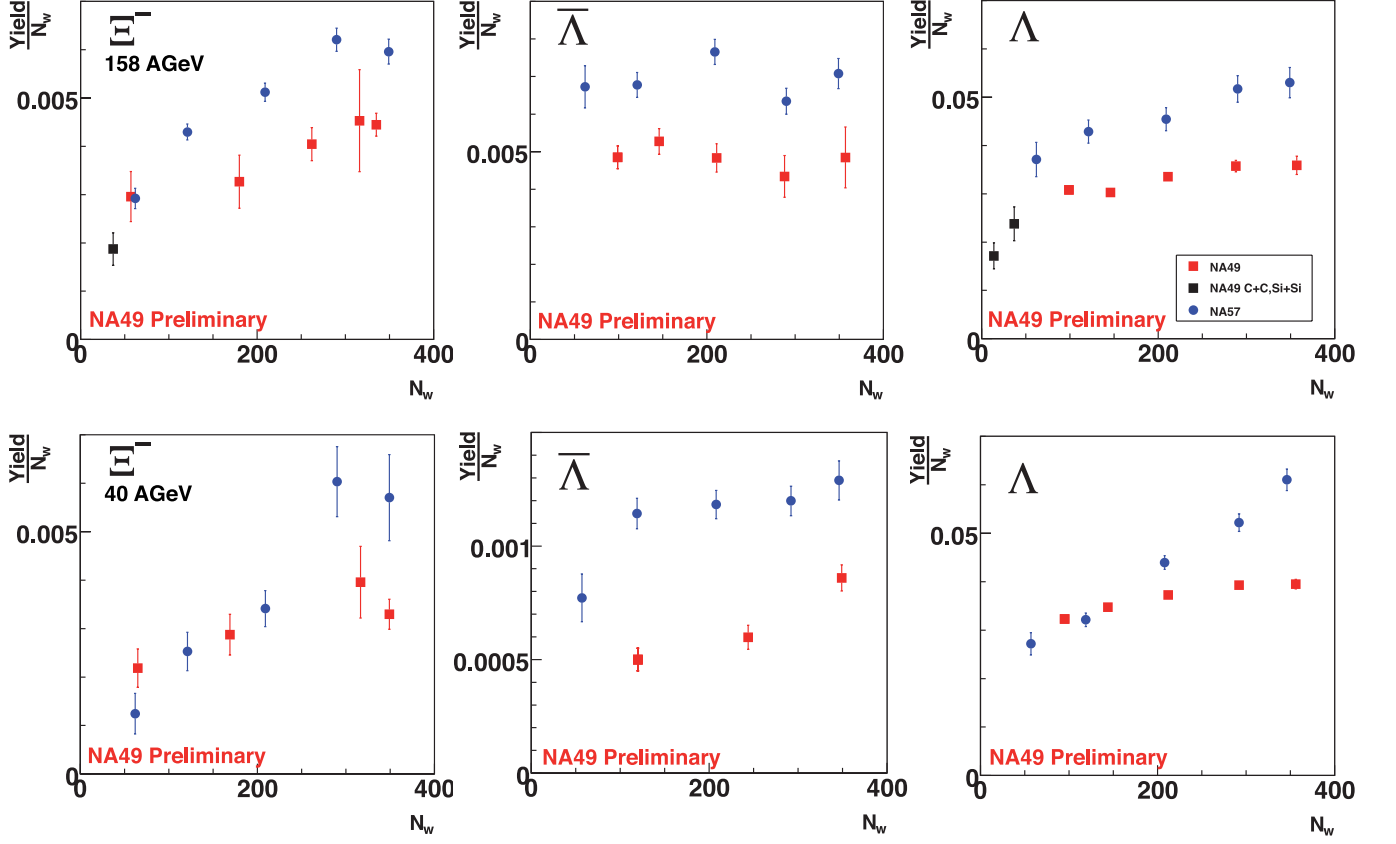 Yield
N_w
Ξ⁻
158 AGeV
0.005
NA49 Preliminary
0
0 200 400
N_w
Yield
N_w
Λ̅
0.005
NA49 Preliminary
0
0 200 400
N_w
Yield
N_w
Λ
0.05
NA49
NA49 C+C,Si+Si
NA57
NA49 Preliminary
0
0 200 400
N_w
Yield
N_w
Ξ⁻
40 AGeV
0.005
NA49 Preliminary
0
0 200 400
N_w
Yield
N_w
Λ̅
0.001
0.0005
NA49 Preliminary
0
0 200 400
N_w
Yield
N_w
Λ
0.05
NA49 Preliminary
0
0 200 400
N_w